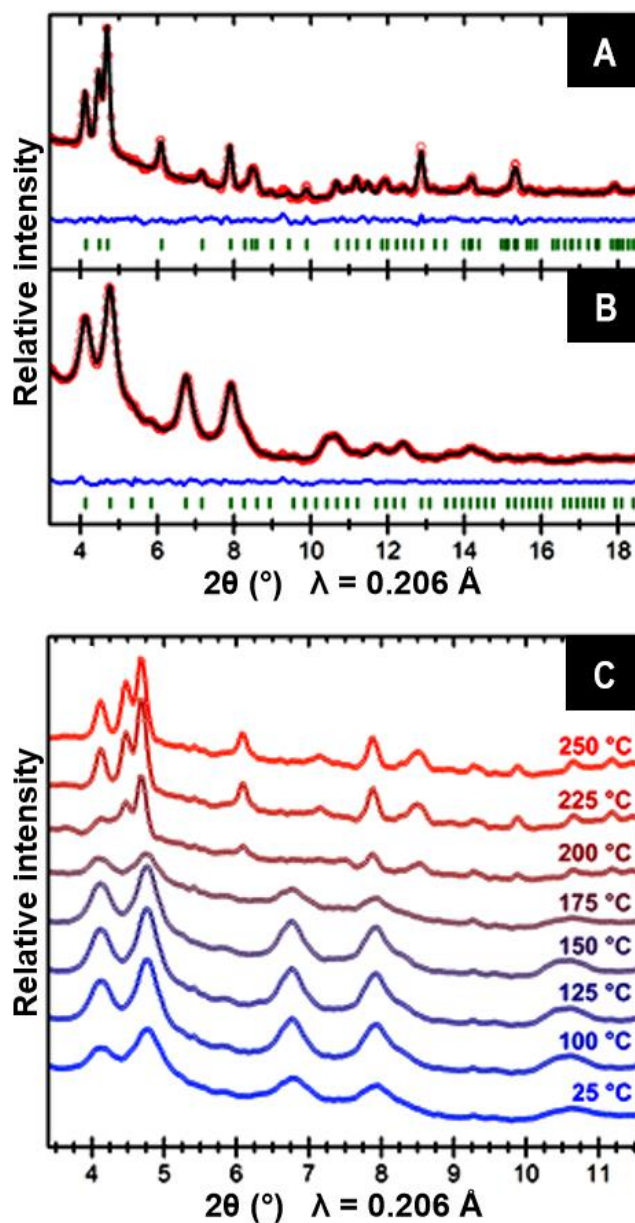 A
Relative intensity
B
4 6 8 10 12 14 16 18
2θ (°) λ = 0.206 Å
C
Relative intensity
250 °C
225 °C
200 °C
175 °C
150 °C
125 °C
100 °C
25 °C
4 5 6 7 8 9 10 11
2θ (°) λ = 0.206 Å